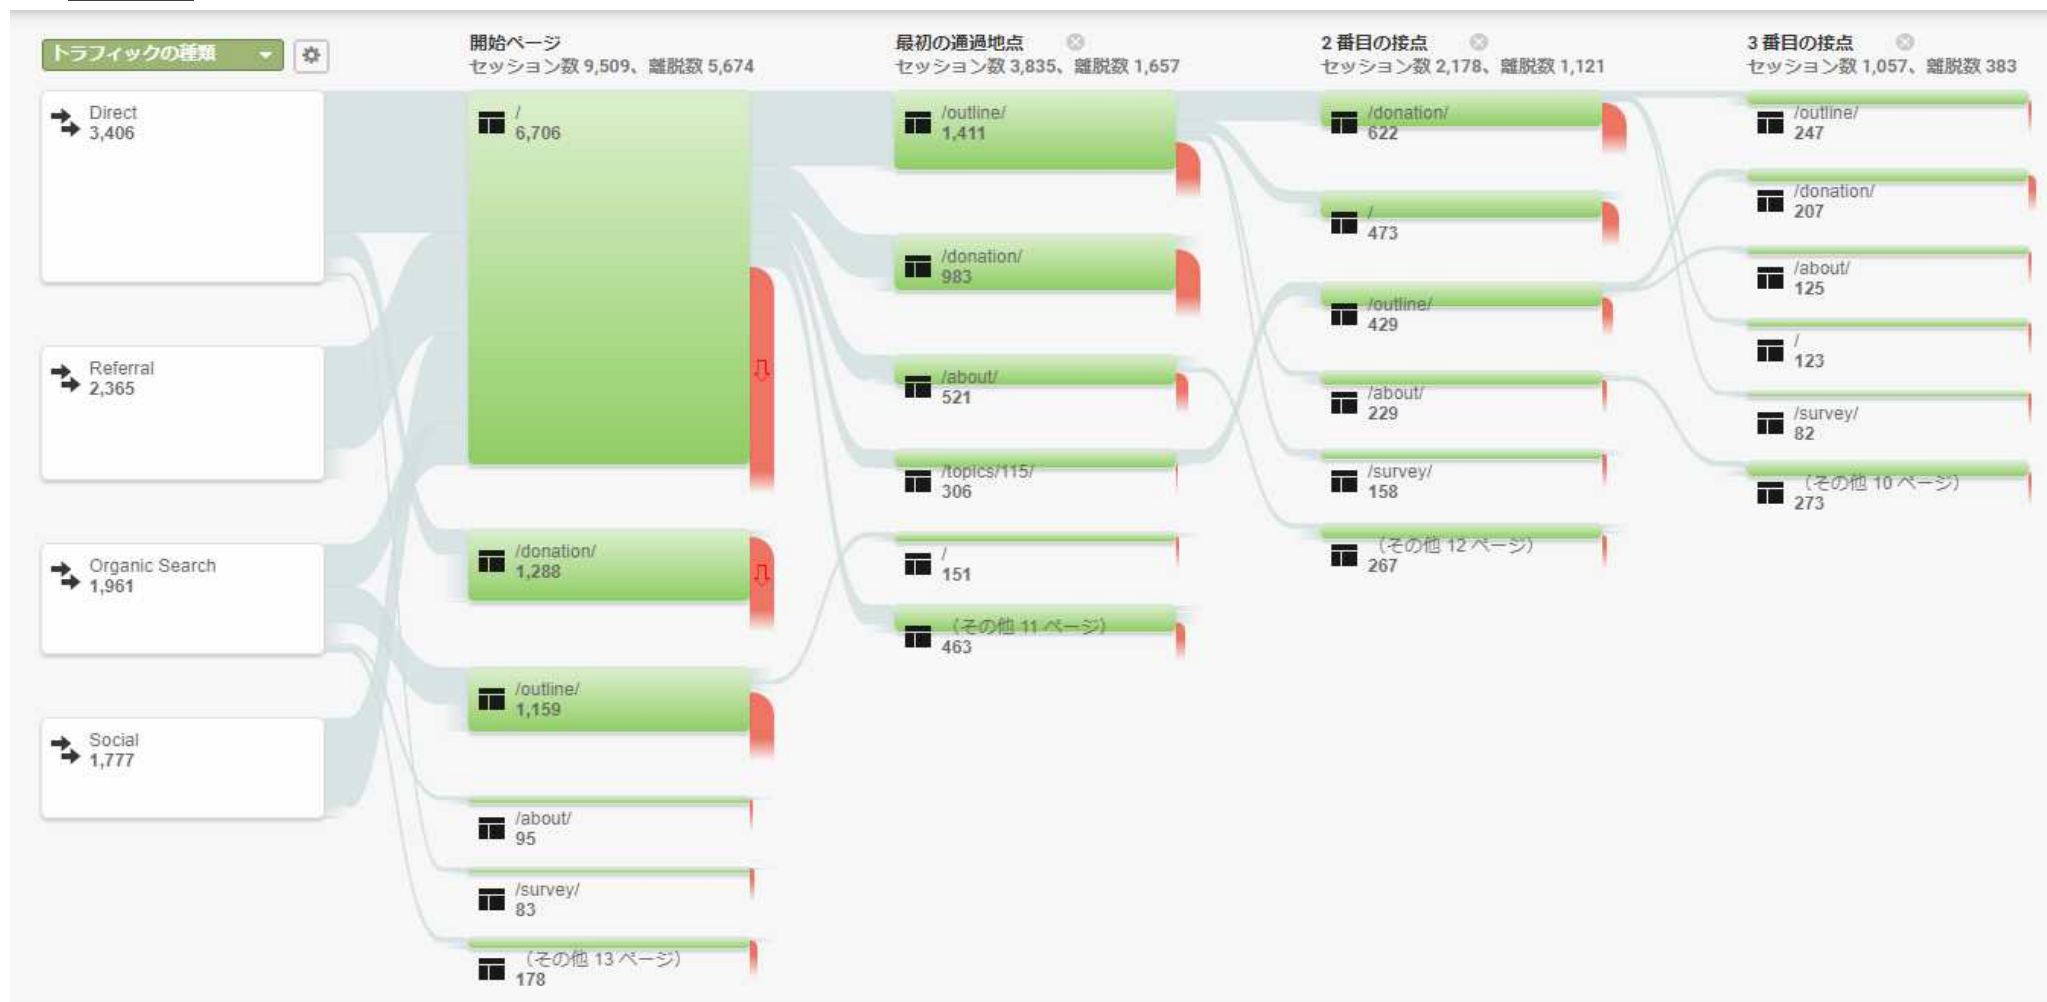 トラフィックの種類
開始ページ
セッション数 9,509、離脱数 5,674
最初の通過地点
セッション数 3,835、離脱数 1,657
2 番目の接点
セッション数 2,178、離脱数 1,121
3 番目の接点
セッション数 1,057、離脱数 383
Direct
3,406
Referral
2,365
Organic Search
1,961
Social
1,777
/
6,706
/donation/
1,288
/outline/
1,159
/about/
95
/survey/
83
（その他 13 ページ）
178
/outline/
1,411
/donation/
983
/about/
521
/topics/115/
306
/
151
（その他 11 ページ）
463
/donation/
622
/
473
/outline/
429
/about/
229
/survey/
158
（その他 12 ページ）
267
/outline/
247
/donation/
207
/about/
125
/
123
/survey/
82
（その他 10 ページ）
273